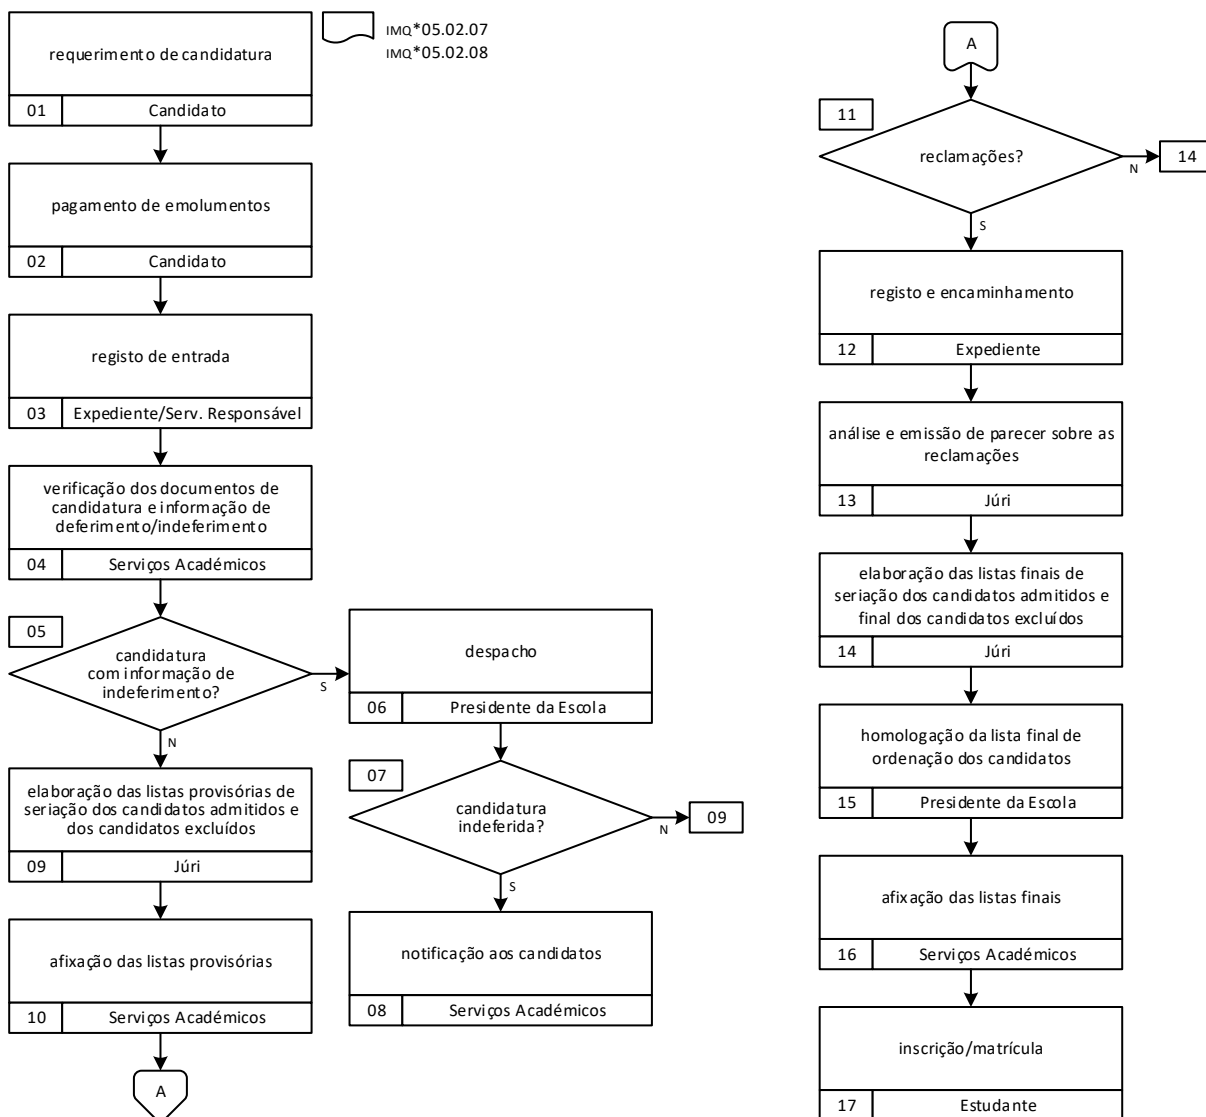 requerimento de candidatura
01 Candidato
IMQ*05.02.07
IMQ*05.02.08
pagamento de emolumentos
02 Candidato
registo de entrada
03 Expediente/Serv. Responsável
verificação dos documentos de
candidatura e informação de
deferimento/indeferimento
04 Serviços Académicos
05
candidatura
com informação de
indeferimento?
S
N
despacho
06 Presidente da Escola
07
candidatura
indeferida?
N
09
S
notificação aos candidatos
08 Serviços Académicos
elaboração das listas provisórias de
seriação dos candidatos admitidos e
dos candidatos excluídos
09 Júri
afixação das listas provisórias
10 Serviços Académicos
A
A
11
reclamações?
N
14
S
registo e encaminhamento
12 Expediente
análise e emissão de parecer sobre as
reclamações
13 Júri
elaboração das listas finais de
seriação dos candidatos admitidos e
final dos candidatos excluídos
14 Júri
homologação da lista final de
ordenação dos candidatos
15 Presidente da Escola
afixação das listas finais
16 Serviços Académicos
inscrição/matrícula
17 Estudante